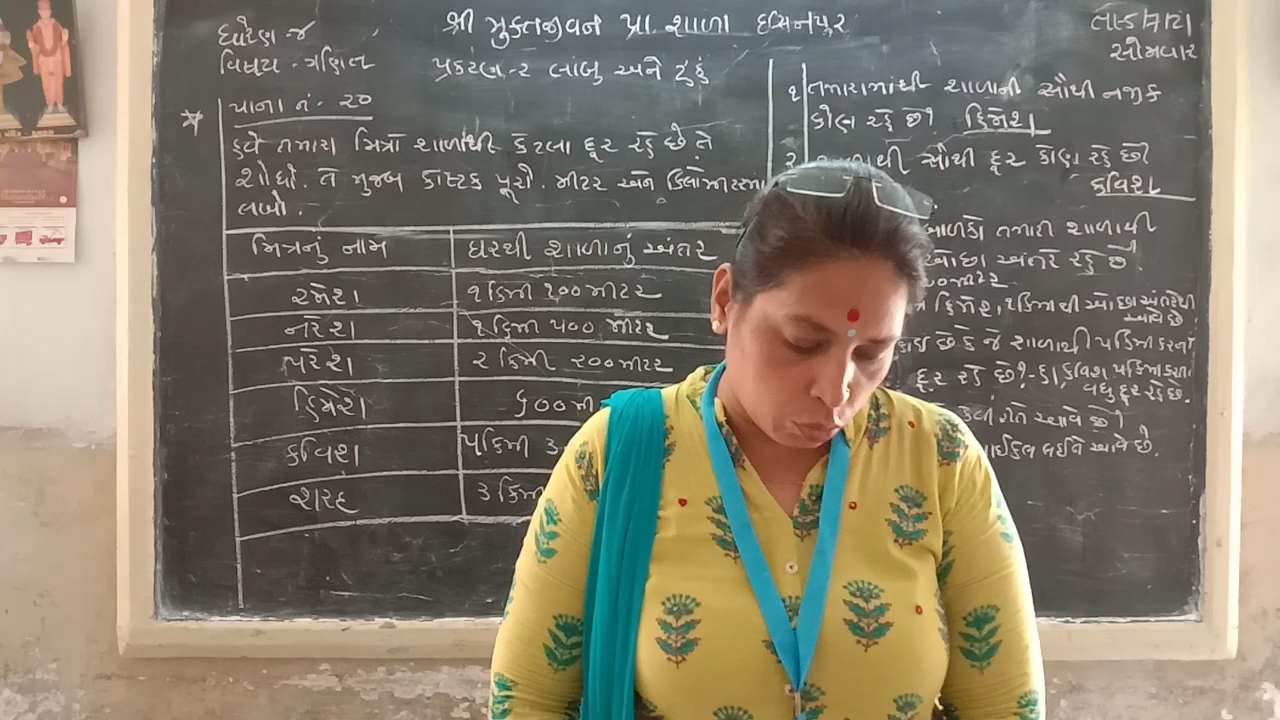 ધોરણ-૪
શ્રી મુક્તજીવન પ્રા. શાળા હસિનપુર
સોમવાર
વિષય - ગણિત
પ્રકરણ-૨ લાંબુ અને ટુંકું
પાના નં- ૨૦
હવે તમારા મિત્રો શાળાથી કેટલા દૂર રહે છે તે
શોધો. તે મુજબ કોષ્ટક પૂરો. મીટર અને કિલોમીટરમાં
લખો.
મિત્રનું નામ ઘરથી શાળાનું અંતર
રમેશ ૧ કિમી ૨૦૦ મીટર
નરેશ ૧ કિમી ૫૦૦ મીટર
પરેશ ૨ કિમી ૨૦૦ મીટર
હિમેશ ૬૦૦ મી
કવિશ ૫ કિમી
શરદ ૩ કિમી
૧ તમારામાંથી શાળાની સૌથી નજીક
કોણ રહે છે? હિમેશ
૨ સૌથી દૂર કોણ રહે છે?
કવિશ
બાળકો તમારી શાળાથી
ઓછા અંતરે રહે છે?
હિમેશ, ૧ કિમીથી ઓછા અંતરેથી
આવે છે
છે કે જે શાળાથી ૫ કિમી કરતાં
દૂર રહે છે? - હા, કવિશ ૫ કિમી કરતાં
વધુ દૂર રહે છે.
કેવી રીતે આવે છે?
લઈને આવે છે.